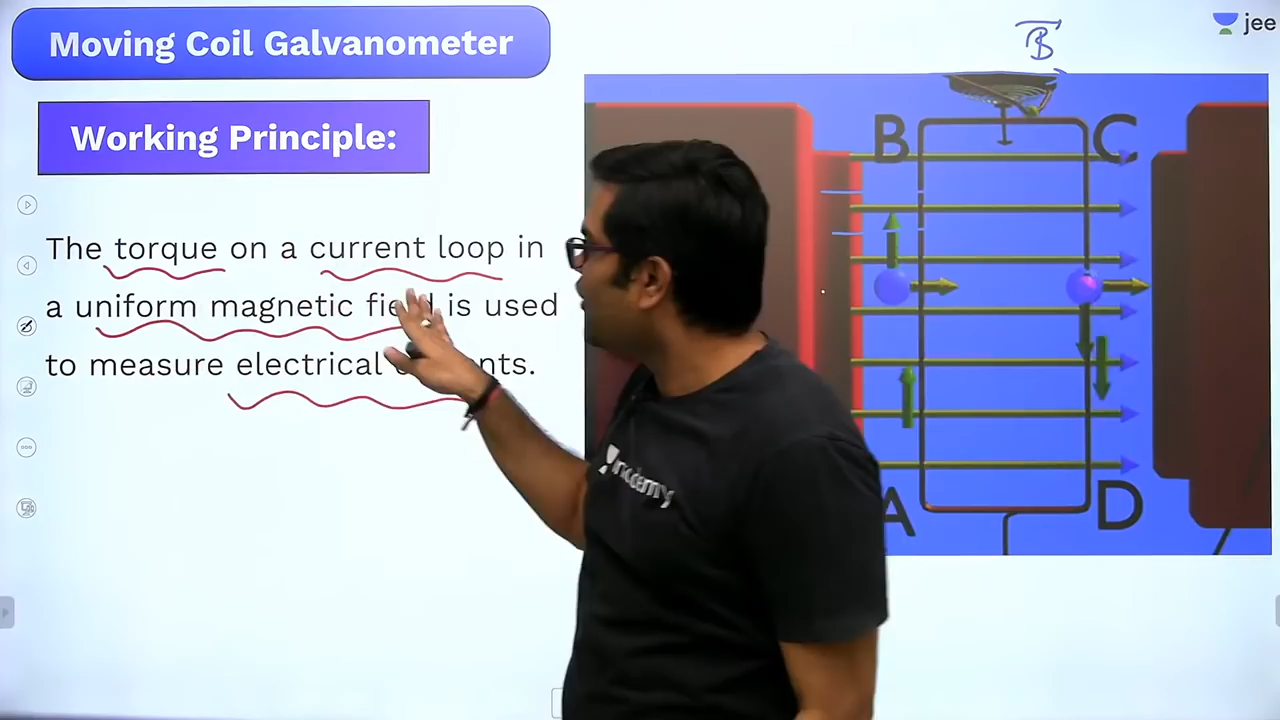 Moving Coil Galvanometer
B
jee
Working Principle:
B
C
The torque on a current loop in
a uniform magnetic field is used
to measure electrical
A
D